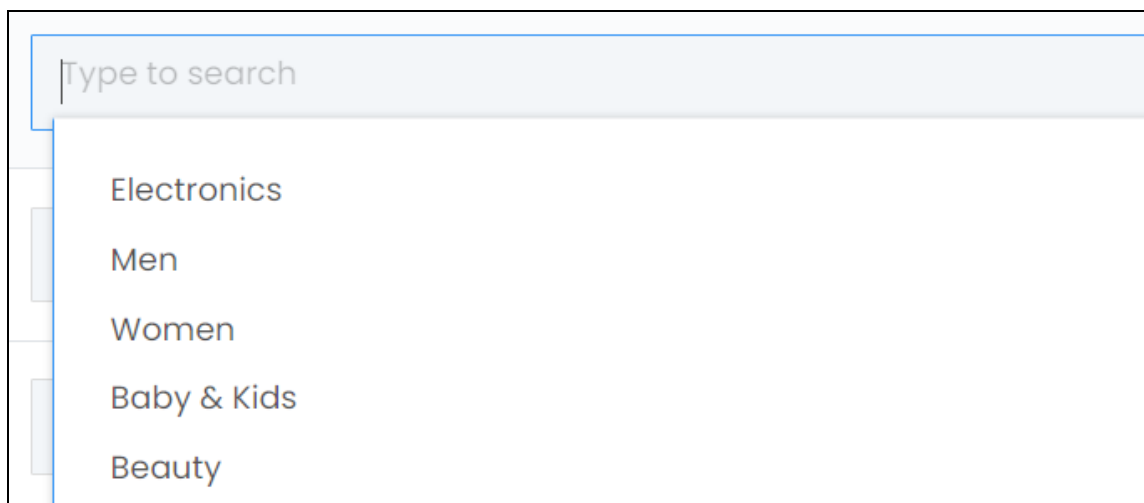 Type to search
Electronics
Men
Women
Baby & Kids
Beauty